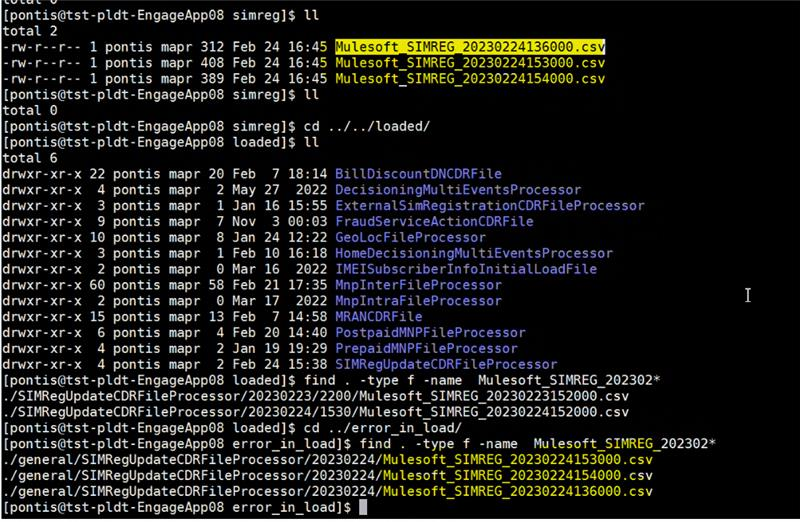 total 0
[pontis@tst-pldt-EngageApp08 simreg]$ ll
total 2
-rw-r--r-- 1 pontis mapr 312 Feb 24 16:45 Mulesoft_SIMREG_20230224136000.csv
-rw-r--r-- 1 pontis mapr 408 Feb 24 16:45 Mulesoft_SIMREG_20230224153000.csv
-rw-r--r-- 1 pontis mapr 389 Feb 24 16:45 Mulesoft_SIMREG_20230224154000.csv
[pontis@tst-pldt-EngageApp08 simreg]$ ll
total 0
[pontis@tst-pldt-EngageApp08 simreg]$ cd ../../loaded/
[pontis@tst-pldt-EngageApp08 loaded]$ ll
total 6
drwxr-xr-x 22 pontis mapr 20 Feb  7 18:14 BillDiscountDNCDRFile
drwxr-xr-x  4 pontis mapr  2 May 27  2022 DecisioningMultiEventsProcessor
drwxr-xr-x  3 pontis mapr  1 Jan 16 15:55 ExternalSimRegistrationCDRFileProcessor
drwxr-xr-x  9 pontis mapr  7 Nov  3 00:03 FraudServiceActionCDRFile
drwxr-xr-x 10 pontis mapr  8 Jan 24 12:22 GeoLocFileProcessor
drwxr-xr-x  3 pontis mapr  1 Feb 10 16:18 HomeDecisioningMultiEventsProcessor
drwxr-xr-x  2 pontis mapr  0 Mar 16  2022 IMEISubscriberInfoInitialLoadFile
drwxr-xr-x 60 pontis mapr 58 Feb 21 17:35 MnpInterFileProcessor
drwxr-xr-x  2 pontis mapr  0 Mar 17  2022 MnpIntraFileProcessor
drwxr-xr-x 15 pontis mapr 13 Feb  7 14:58 MRANCDRFile
drwxr-xr-x  6 pontis mapr  4 Feb 20 14:40 PostpaidMNPFileProcessor
drwxr-xr-x  4 pontis mapr  2 Jan 19 19:29 PrepaidMNPFileProcessor
drwxr-xr-x  4 pontis mapr  2 Feb 24 15:38 SIMRegUpdateCDRFileProcessor
[pontis@tst-pldt-EngageApp08 loaded]$ find . -type f -name  Mulesoft_SIMREG_202302*
./SIMRegUpdateCDRFileProcessor/20230223/2200/Mulesoft_SIMREG_20230223152000.csv
./SIMRegUpdateCDRFileProcessor/20230224/1530/Mulesoft_SIMREG_20230224152000.csv
[pontis@tst-pldt-EngageApp08 loaded]$ cd ../error_in_load/
[pontis@tst-pldt-EngageApp08 error_in_load]$ find . -type f -name  Mulesoft_SIMREG_202302*
./general/SIMRegUpdateCDRFileProcessor/20230224/Mulesoft_SIMREG_20230224153000.csv
./general/SIMRegUpdateCDRFileProcessor/20230224/Mulesoft_SIMREG_20230224154000.csv
./general/SIMRegUpdateCDRFileProcessor/20230224/Mulesoft_SIMREG_20230224136000.csv
[pontis@tst-pldt-EngageApp08 error_in_load]$